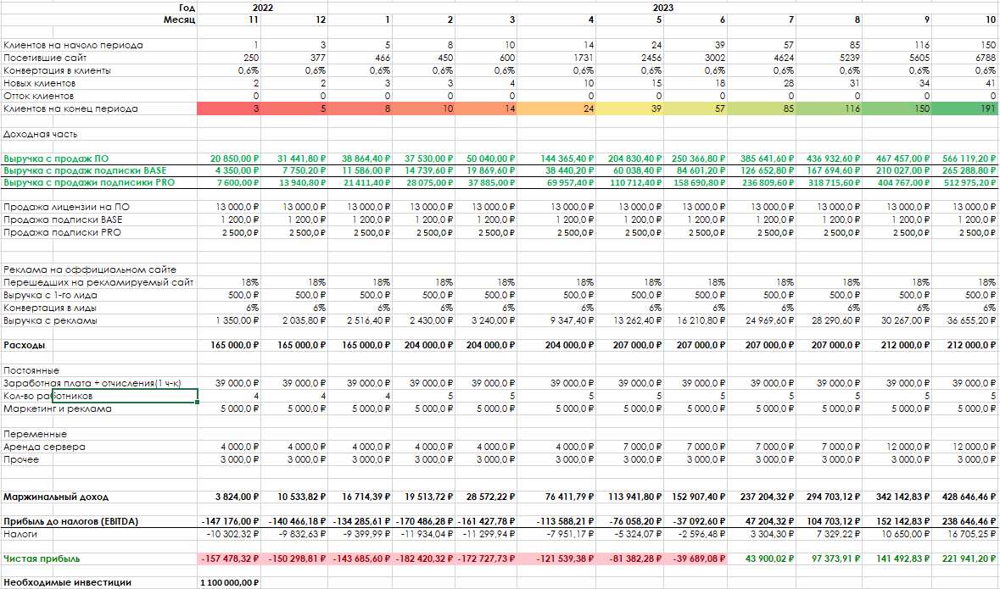 Год 2022 2023
Месяц 11 12 1 2 3 4 5 6 7 8 9 10
Клиентов на начоло периода 1 3 5 8 10 14 24 39 57 85 116 150
Посетившие сайт 250 377 466 450 600 1731 2456 3002 4624 5239 5605 6788
Конвертация в клиенты 0,6% 0,6% 0,6% 0,6% 0,6% 0,6% 0,6% 0,6% 0,6% 0,6% 0,6% 0,6%
Новых клиентов 2 2 3 3 4 10 15 18 28 31 34 41
Отток клиентов 0 0 0 0 0 0 0 0 0 0 0 0
Клиентов на конец периода 3 5 8 10 14 24 39 57 85 116 150 191
Доходная часть
Выручка с продаж ПО 20 850,00 ₽ 31 441,80 ₽ 38 864,40 ₽ 37 530,00 ₽ 50 040,00 ₽ 144 365,40 ₽ 204 830,40 ₽ 250 366,80 ₽ 385 641,60 ₽ 436 932,60 ₽ 467 457,00 ₽ 566 119,20 ₽
Выручка с продаж подписки BASE 4 350,00 ₽ 7 750,20 ₽ 11 586,00 ₽ 14 739,60 ₽ 19 869,60 ₽ 38 440,20 ₽ 60 038,40 ₽ 84 601,20 ₽ 126 652,80 ₽ 167 694,60 ₽ 210 027,00 ₽ 265 288,80 ₽
Выручка с продажи подписики PRO 7 600,00 ₽ 13 940,80 ₽ 21 411,40 ₽ 28 075,00 ₽ 37 885,00 ₽ 69 957,40 ₽ 110 712,40 ₽ 158 690,80 ₽ 236 809,60 ₽ 318 715,60 ₽ 404 767,00 ₽ 512 975,20 ₽
Продажа лицензии на ПО 13 000,0 ₽ 13 000,0 ₽ 13 000,0 ₽ 13 000,0 ₽ 13 000,0 ₽ 13 000,0 ₽ 13 000,0 ₽ 13 000,0 ₽ 13 000,0 ₽ 13 000,0 ₽ 13 000,0 ₽ 13 000,0 ₽
Продажа подписки BASE 1 200,0 ₽ 1 200,0 ₽ 1 200,0 ₽ 1 200,0 ₽ 1 200,0 ₽ 1 200,0 ₽ 1 200,0 ₽ 1 200,0 ₽ 1 200,0 ₽ 1 200,0 ₽ 1 200,0 ₽ 1 200,0 ₽
Продажа подписки PRO 2 500,0 ₽ 2 500,0 ₽ 2 500,0 ₽ 2 500,0 ₽ 2 500,0 ₽ 2 500,0 ₽ 2 500,0 ₽ 2 500,0 ₽ 2 500,0 ₽ 2 500,0 ₽ 2 500,0 ₽ 2 500,0 ₽
Реклама на оффициальном сайте
Перешедших на рекламируемый сайт 18% 18% 18% 18% 18% 18% 18% 18% 18% 18% 18% 18%
Выручка с 1-го лида 500,0 ₽ 500,0 ₽ 500,0 ₽ 500,0 ₽ 500,0 ₽ 500,0 ₽ 500,0 ₽ 500,0 ₽ 500,0 ₽ 500,0 ₽ 500,0 ₽ 500,0 ₽
Конвертация в лиды 6% 6% 6% 6% 6% 6% 6% 6% 6% 6% 6% 6%
Выручка с рекламы 1 350,00 ₽ 2 035,80 ₽ 2 516,40 ₽ 2 430,00 ₽ 3 240,00 ₽ 9 347,40 ₽ 13 262,40 ₽ 16 210,80 ₽ 24 969,60 ₽ 28 290,60 ₽ 30 267,00 ₽ 36 655,20 ₽
Расходы 165 000,0 ₽ 165 000,0 ₽ 165 000,0 ₽ 204 000,0 ₽ 204 000,0 ₽ 204 000,0 ₽ 207 000,0 ₽ 207 000,0 ₽ 207 000,0 ₽ 207 000,0 ₽ 212 000,0 ₽ 212 000,0 ₽
Постоянные
Заработная плата + отчисления(1 ч-к) 39 000,0 ₽ 39 000,0 ₽ 39 000,0 ₽ 39 000,0 ₽ 39 000,0 ₽ 39 000,0 ₽ 39 000,0 ₽ 39 000,0 ₽ 39 000,0 ₽ 39 000,0 ₽ 39 000,0 ₽ 39 000,0 ₽
Кол-во работников 4 4 4 5 5 5 5 5 5 5 5 5
Маркетинг и реклама 5 000,0 ₽ 5 000,0 ₽ 5 000,0 ₽ 5 000,0 ₽ 5 000,0 ₽ 5 000,0 ₽ 5 000,0 ₽ 5 000,0 ₽ 5 000,0 ₽ 5 000,0 ₽ 5 000,0 ₽ 5 000,0 ₽
Переменные
Аренда сервера 4 000,0 ₽ 4 000,0 ₽ 4 000,0 ₽ 4 000,0 ₽ 4 000,0 ₽ 4 000,0 ₽ 7 000,0 ₽ 7 000,0 ₽ 7 000,0 ₽ 7 000,0 ₽ 12 000,0 ₽ 12 000,0 ₽
Прочее 3 000,0 ₽ 3 000,0 ₽ 3 000,0 ₽ 3 000,0 ₽ 3 000,0 ₽ 3 000,0 ₽ 3 000,0 ₽ 3 000,0 ₽ 3 000,0 ₽ 3 000,0 ₽ 3 000,0 ₽ 3 000,0 ₽
Маржинальный доход 3 824,00 ₽ 10 533,82 ₽ 16 714,39 ₽ 19 513,72 ₽ 28 572,22 ₽ 76 411,79 ₽ 113 941,80 ₽ 152 907,40 ₽ 237 204,32 ₽ 294 703,12 ₽ 342 142,83 ₽ 428 646,46 ₽
Прибыль до налогов (EBITDA) -147 176,00 ₽ -140 466,18 ₽ -134 285,61 ₽ -170 486,28 ₽ -161 427,78 ₽ -113 588,21 ₽ -76 058,20 ₽ -37 092,60 ₽ 47 204,32 ₽ 104 703,12 ₽ 152 142,83 ₽ 238 646,46 ₽
Налоги -10 302,32 ₽ -9 832,63 ₽ -9 399,99 ₽ -11 934,04 ₽ -11 299,94 ₽ -7 951,17 ₽ -5 324,07 ₽ -2 596,48 ₽ 3 304,30 ₽ 7 329,22 ₽ 10 650,00 ₽ 16 705,25 ₽
Чистая прибыль -157 478,32 ₽ -150 298,81 ₽ -143 685,60 ₽ -182 420,32 ₽ -172 727,73 ₽ -121 539,38 ₽ -81 382,28 ₽ -39 689,08 ₽ 43 900,02 ₽ 97 373,91 ₽ 141 492,83 ₽ 221 941,20 ₽
Необходимые инвестиции 1 100 000,00 ₽